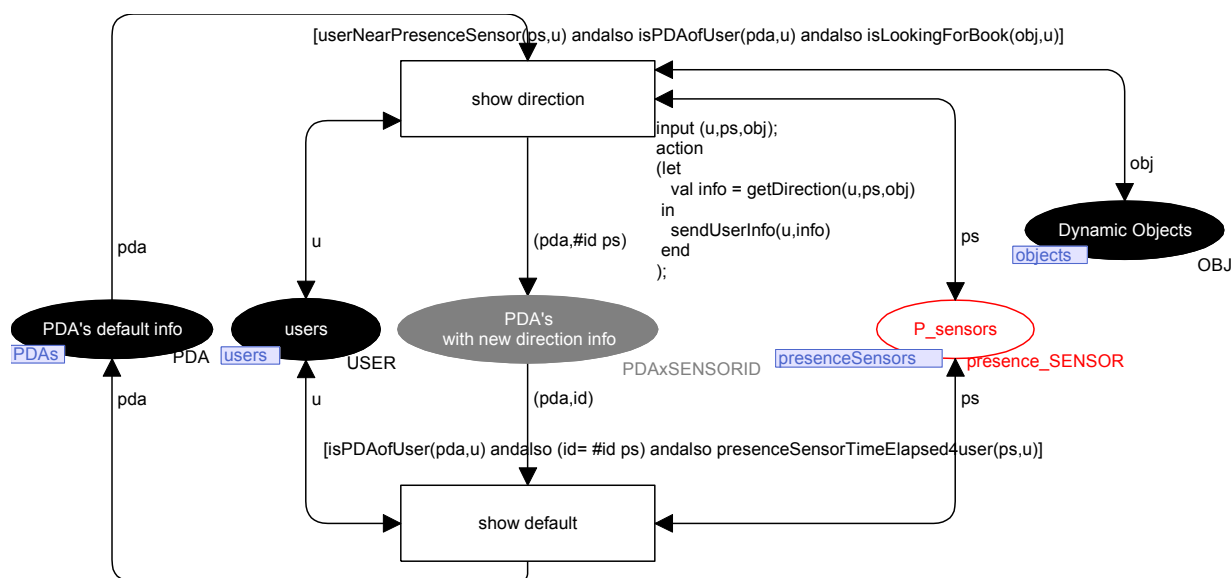 [userNearPresenceSensor(ps,u) andalso isPDAofUser(pda,u) andalso isLookingForBook(obj,u)]
show direction
input (u,ps,obj);
action
(let
val info = getDirection(u,ps,obj)
in
sendUserInfo(u,info)
end
);
obj
pda
u
(pda,#id ps)
ps
Dynamic Objects
objects
OBJ
PDA's default info
PDAs
PDA
users
users
USER
PDA's
with new direction info
PDAxSENSORID
P_sensors
presenceSensors
presence_SENSOR
pda
u
(pda,id)
ps
[isPDAofUser(pda,u) andalso (id= #id ps) andalso presenceSensorTimeElapsed4user(ps,u)]
show default